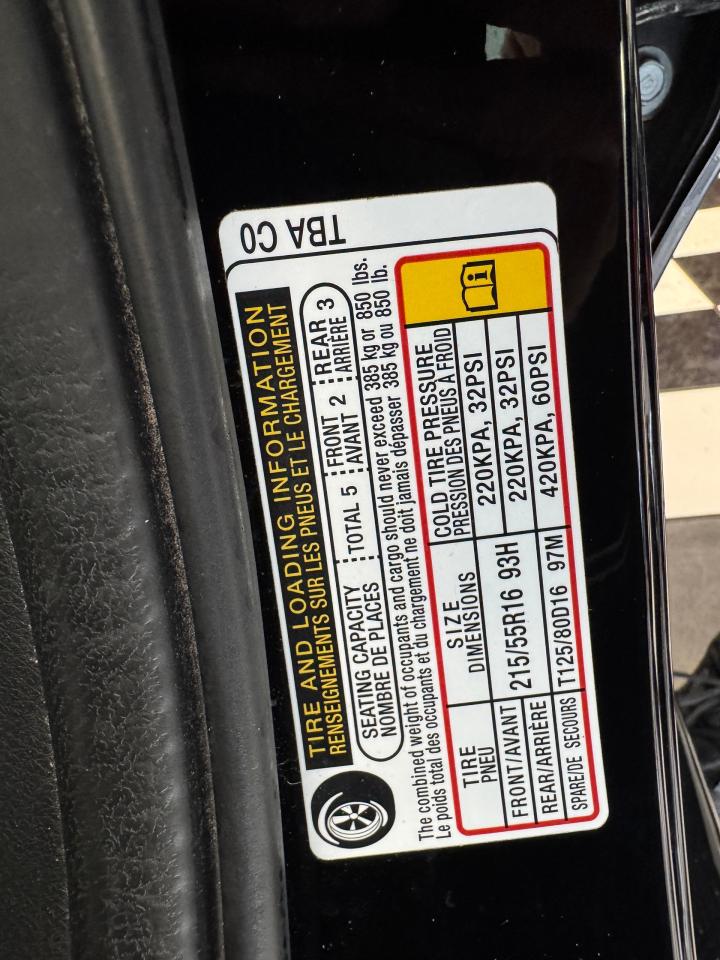 TIRE AND LOADING INFORMATION
RENSEIGNEMENTS SUR LES PNEUS ET LE CHARGEMENT
SEATING CAPACITY TOTAL 5 FRONT 2 REAR 3
NOMBRE DE PLACES AVANT ARRIÈRE
The combined weight of occupants and cargo should never exceed 385 kg or 850 lbs.
Le poids total des occupants et du chargement ne doit jamais dépasser 385 kg ou 850 lb.
TIRE SIZE COLD TIRE PRESSURE
PNEU DIMENSIONS PRESSION DES PNEUS À FROID
FRONT/AVANT 215/55R16 93H 220KPA, 32PSI
REAR/ARRIÈRE 220KPA, 32PSI
SPARE/DE SECOURS T125/80D16 97M 420KPA, 60PSI
TBA C0